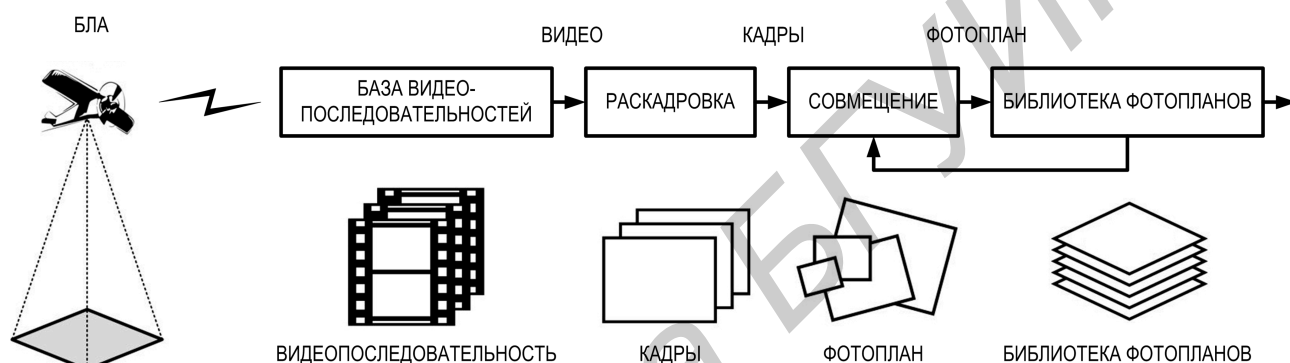 БЛА
ВИДЕО
КАДРЫ
ФОТОПЛАН
БАЗА ВИДЕО-
ПОСЛЕДОВАТЕЛЬНОСТЕЙ
РАСКАДРОВКА
СОВМЕЩЕНИЕ
БИБЛИОТЕКА ФОТОПЛАНОВ
ВИДЕОПОСЛЕДОВАТЕЛЬНОСТЬ
КАДРЫ
ФОТОПЛАН
БИБЛИОТЕКА ФОТОПЛАНОВ